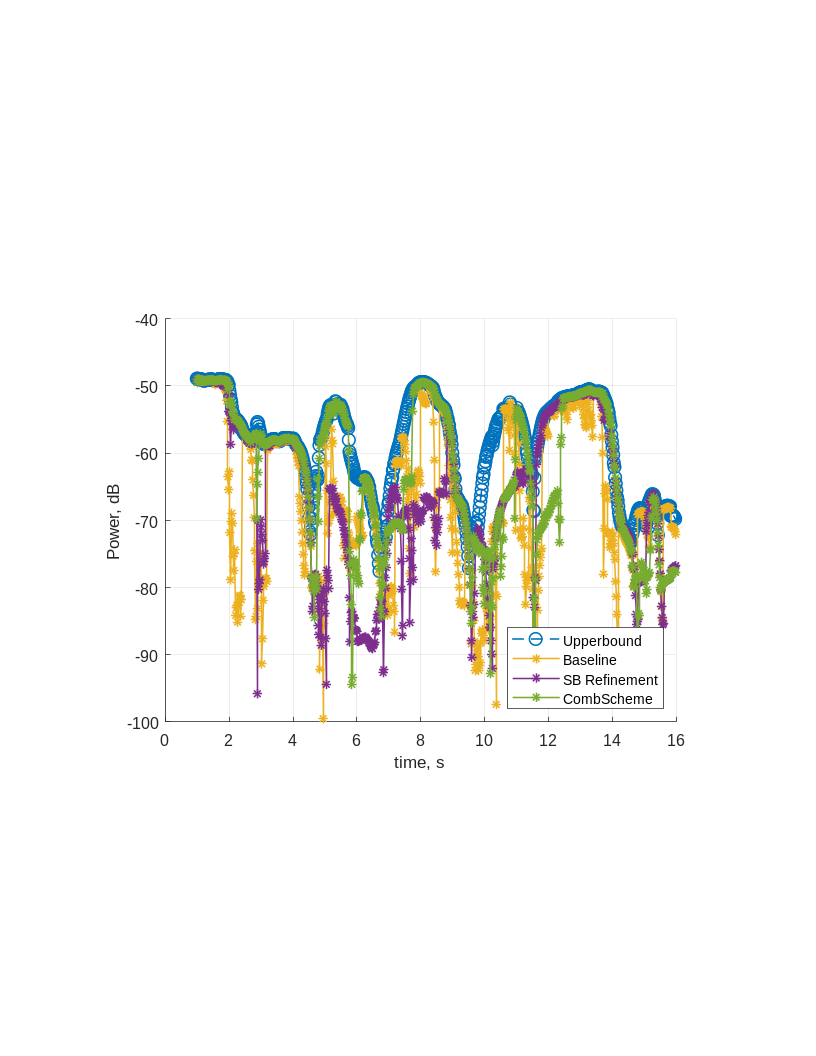 -40
-50
-60
-70
-80
-90
-100
Power, dB
0 2 4 6 8 10 12 14 16
time, s
Upperbound
Baseline
SB Refinement
CombScheme